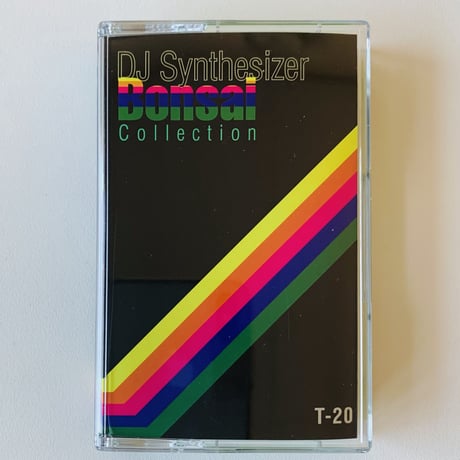 DJ Synthesizer
Bonsai
Collection
T-20